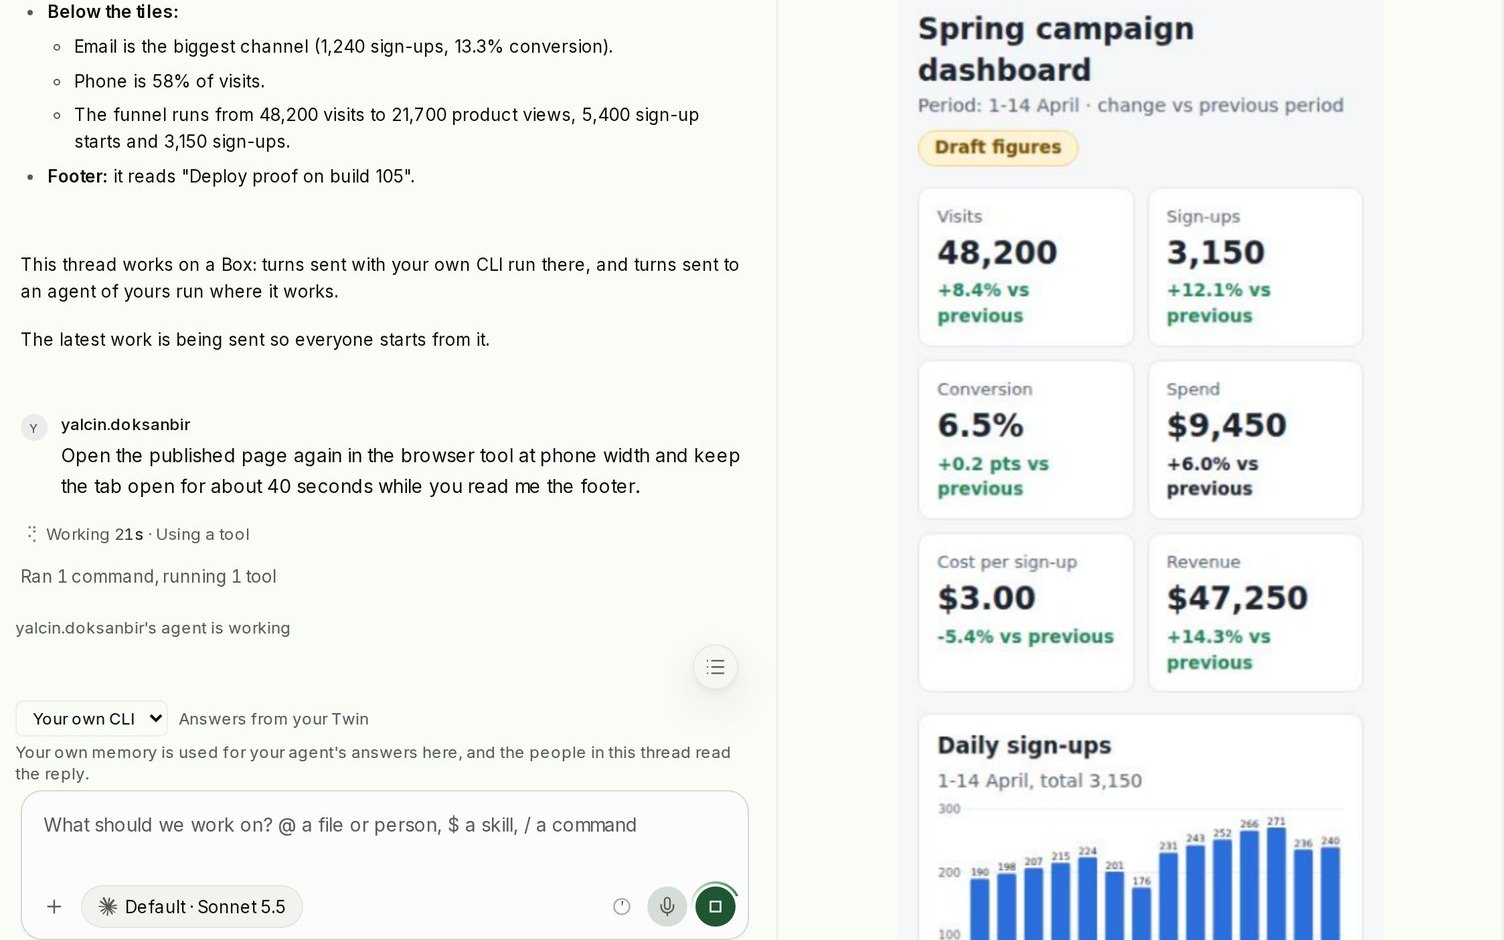 Below the tiles:
Email is the biggest channel (1,240 sign-ups, 13.3% conversion).
Phone is 58% of visits.
The funnel runs from 48,200 visits to 21,700 product views, 5,400 sign-up
starts and 3,150 sign-ups.
Footer: it reads "Deploy proof on build 105".
This thread works on a Box: turns sent with your own CLI run there, and turns sent to
an agent of yours run where it works.
The latest work is being sent so everyone starts from it.
Y
yalcin.doksanbir
Open the published page again in the browser tool at phone width and keep
the tab open for about 40 seconds while you read me the footer.
Working 21s · Using a tool
Ran 1 command, running 1 tool
yalcin.doksanbir's agent is working
Your own CLI
Answers from your Twin
Your own memory is used for your agent's answers here, and the people in this thread read
the reply.
What should we work on? @ a file or person, $ a skill, / a command
Default · Sonnet 5.5
Spring campaign
dashboard
Period: 1-14 April · change vs previous period
Draft figures
Visits
48,200
+8.4% vs
previous
Sign-ups
3,150
+12.1% vs
previous
Conversion
6.5%
+0.2 pts vs
previous
Spend
$9,450
+6.0% vs
previous
Cost per sign-up
$3.00
-5.4% vs previous
Revenue
$47,250
+14.3% vs
previous
Daily sign-ups
1-14 April, total 3,150
300
200
100
190 198 207 215 224 201 176 231 243 252 266 271 236 240